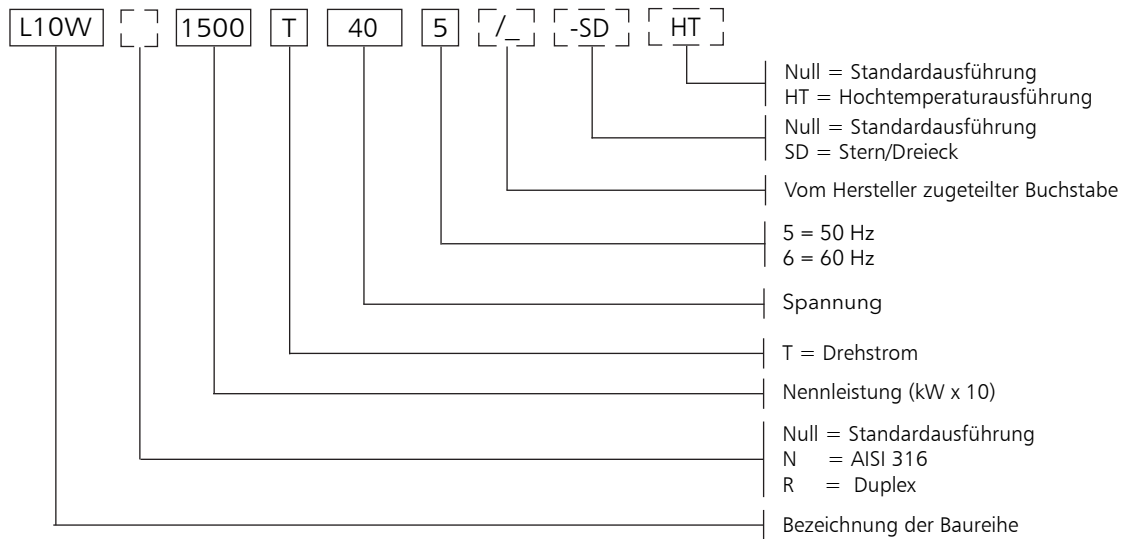 L10W 1500 T 40 5 /_ -SD HT
Null = Standardausführung
HT = Hochtemperaturausführung
Null = Standardausführung
SD = Stern/Dreieck
Vom Hersteller zugeteilter Buchstabe
5 = 50 Hz
6 = 60 Hz
Spannung
T = Drehstrom
Nennleistung (kW x 10)
Null = Standardausführung
N = AISI 316
R = Duplex
Bezeichnung der Baureihe